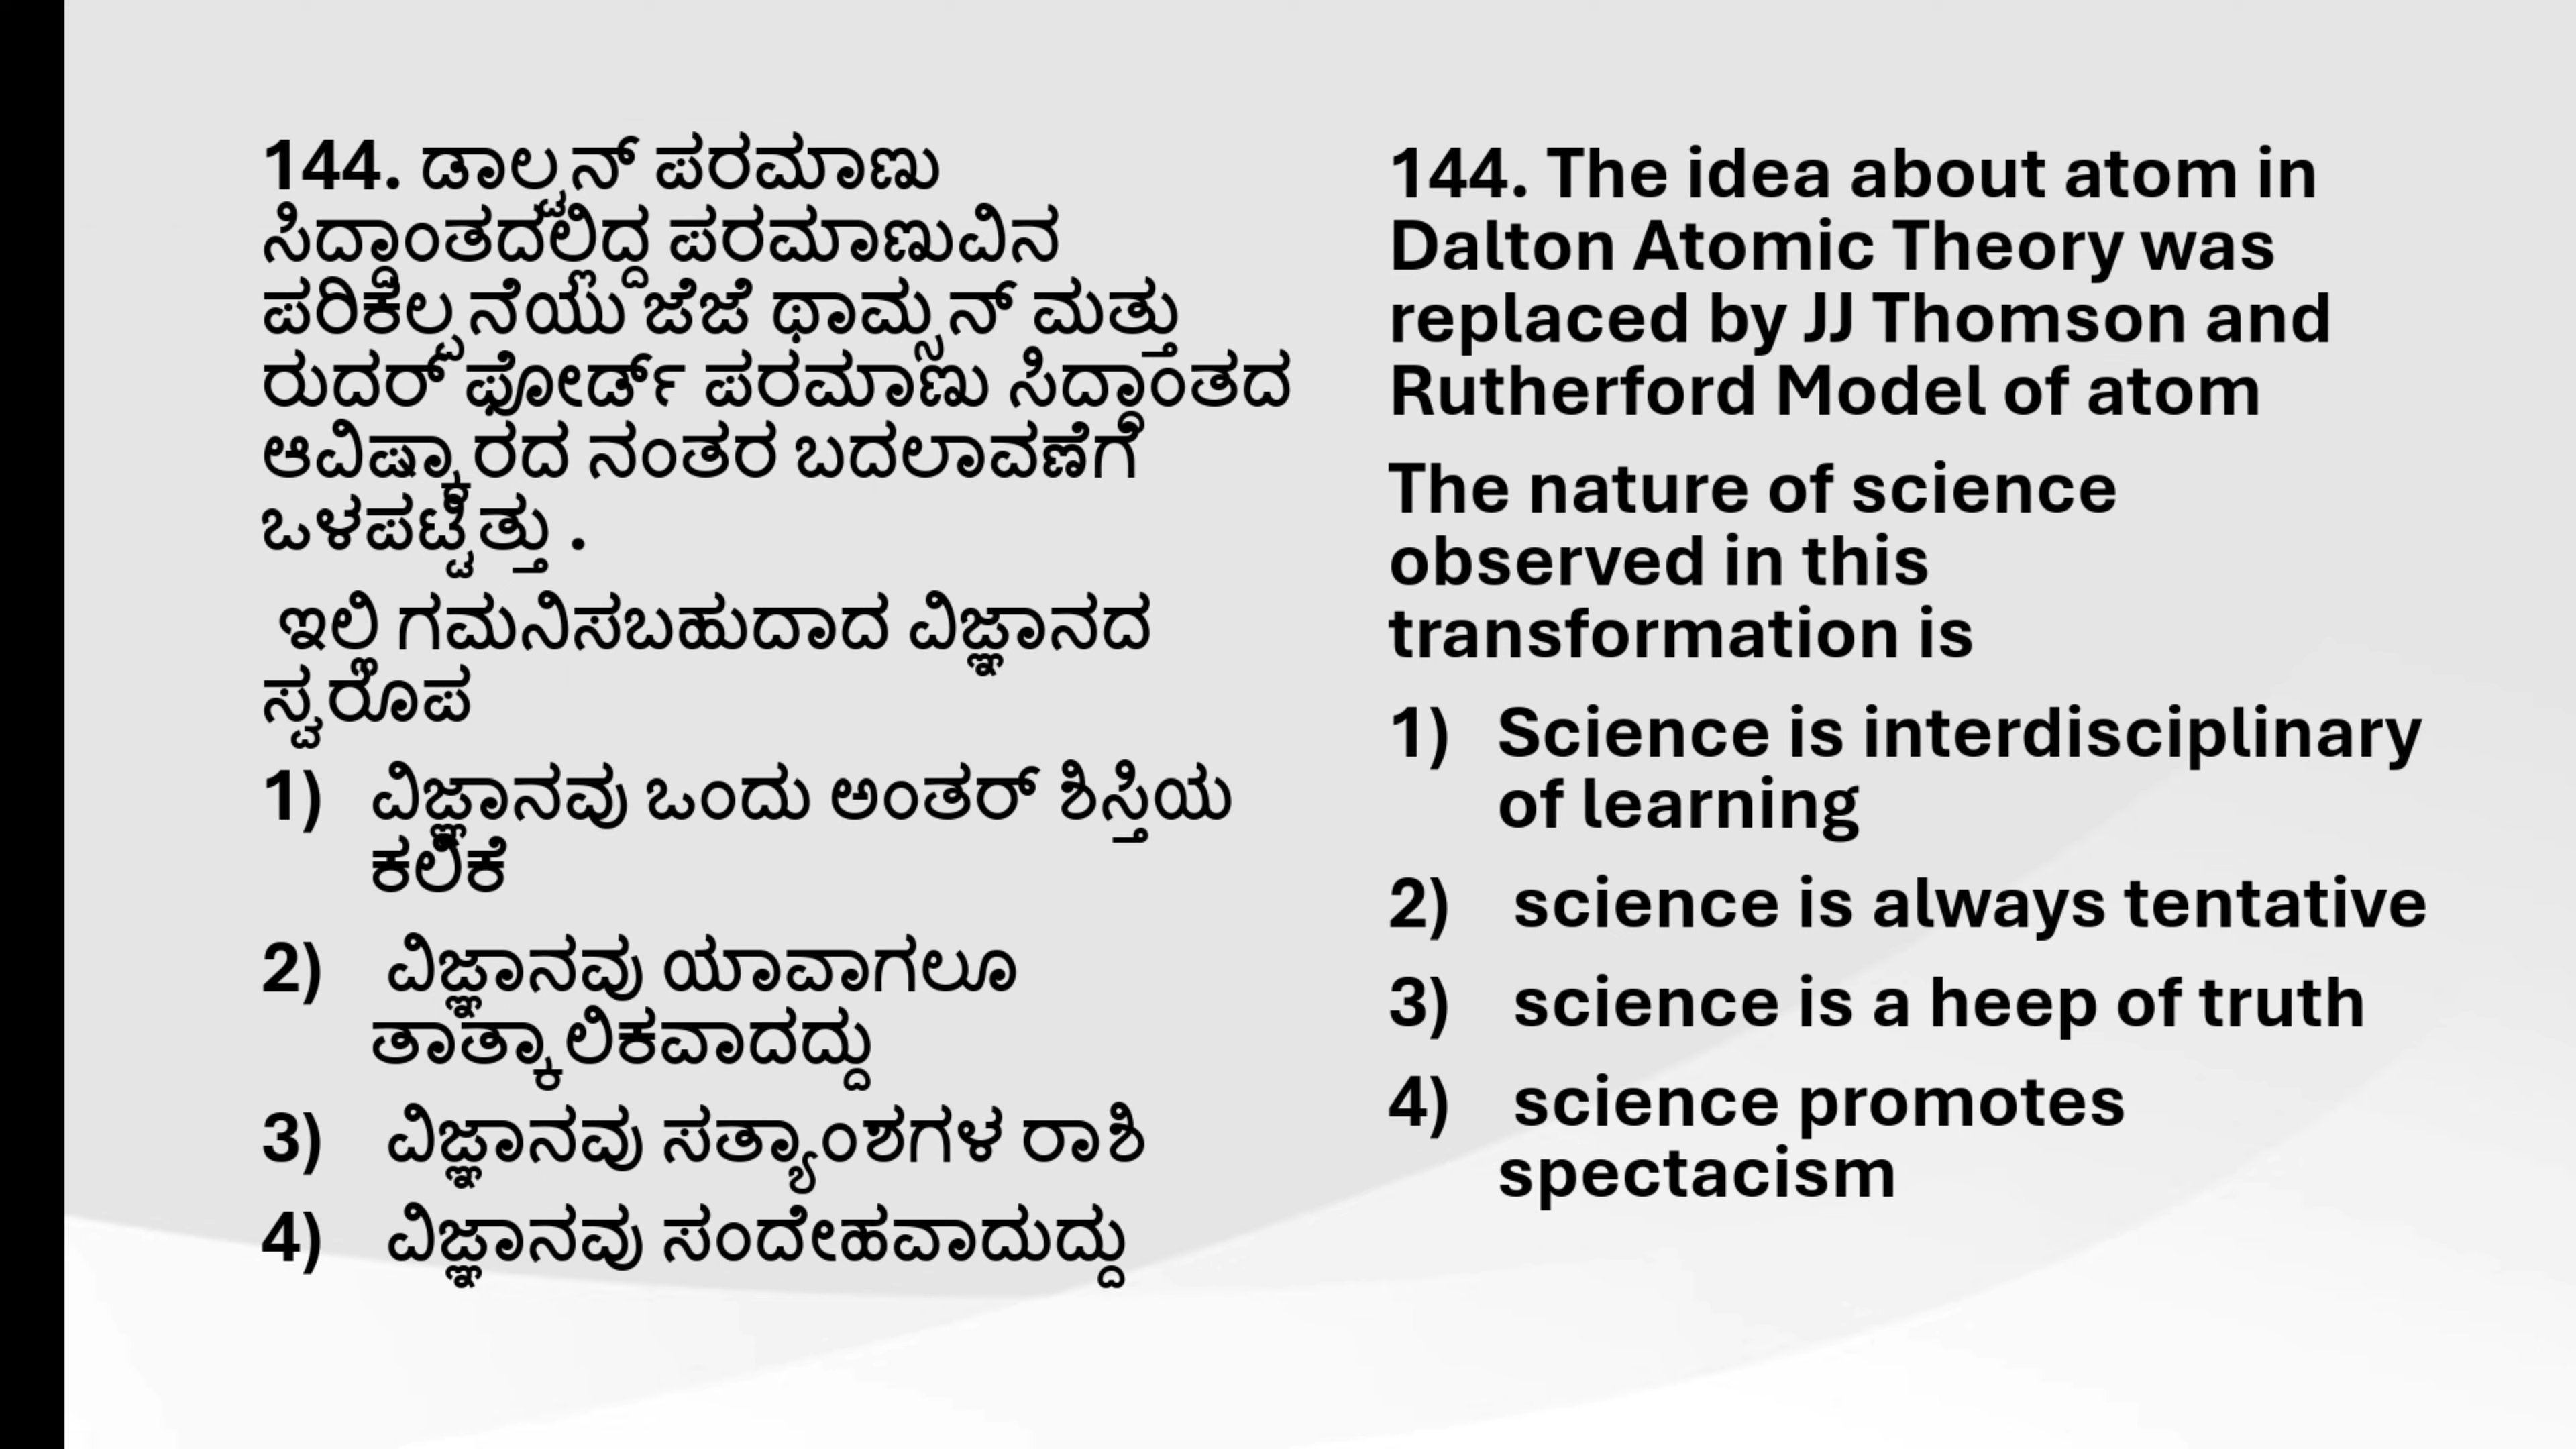 144. ಡಾಲ್ಟನ್ ಪರಮಾಣು
ಸಿದ್ಧಾಂತದಲ್ಲಿದ್ದ ಪರಮಾಣುವಿನ
ಪರಿಕಲ್ಪನೆಯು ಜೆಜೆ ಥಾಮ್ಸನ್ ಮತ್ತು
ರುದರ್ ಫೋರ್ಡ್ ಪರಮಾಣು ಸಿದ್ಧಾಂತದ
ಆವಿಷ್ಕಾರದ ನಂತರ ಬದಲಾವಣೆಗೆ
ಒಳಪಟ್ಟಿತ್ತು .
ಇಲ್ಲಿ ಗಮನಿಸಬಹುದಾದ ವಿಜ್ಞಾನದ
ಸ್ವರೂಪ
1) ವಿಜ್ಞಾನವು ಒಂದು ಅಂತರ್ ಶಿಸ್ತಿಯ
ಕಲಿಕೆ
2) ವಿಜ್ಞಾನವು ಯಾವಾಗಲೂ
ತಾತ್ಕಾಲಿಕವಾದದ್ದು
3) ವಿಜ್ಞಾನವು ಸತ್ಯಾಂಶಗಳ ರಾಶಿ
4) ವಿಜ್ಞಾನವು ಸಂದೇಹವಾದುದ್ದು
144. The idea about atom in
Dalton Atomic Theory was
replaced by JJ Thomson and
Rutherford Model of atom
The nature of science
observed in this
transformation is
1) Science is interdisciplinary
of learning
2) science is always tentative
3) science is a heep of truth
4) science promotes
spectacism